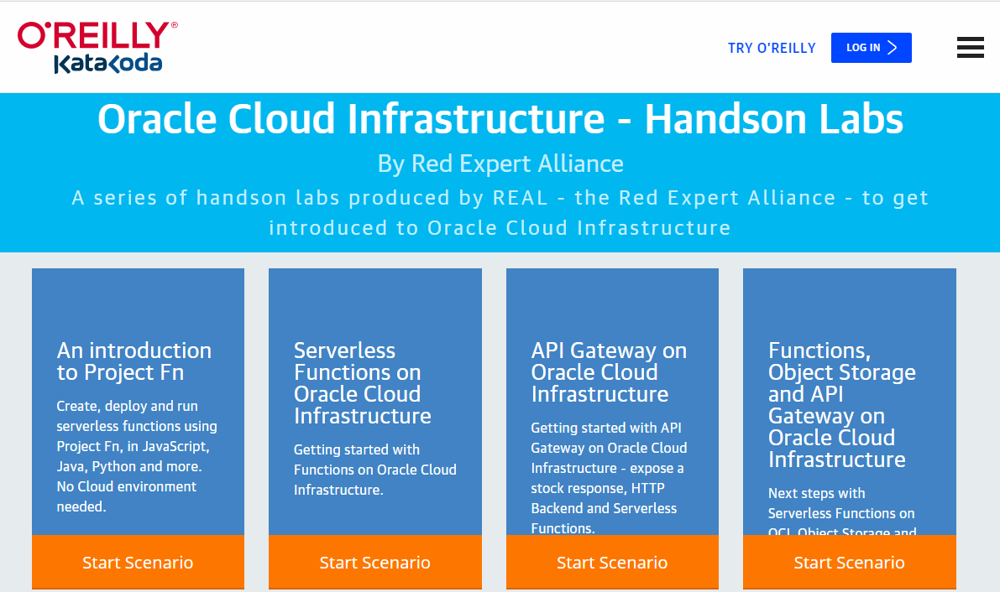 O'REILLY®
Katakoda
TRY O'REILLY
LOG IN
Oracle Cloud Infrastructure - Handson Labs
By Red Expert Alliance
A series of handson labs produced by REAL - the Red Expert Alliance - to get
introduced to Oracle Cloud Infrastructure
An introduction
to Project Fn
Create, deploy and run
serverless functions using
Project Fn, in JavaScript,
Java, Python and more.
No Cloud environment
needed.
Start Scenario
Serverless
Functions on
Oracle Cloud
Infrastructure
Getting started with
Functions on Oracle Cloud
Infrastructure.
Start Scenario
API Gateway on
Oracle Cloud
Infrastructure
Getting started with API
Gateway on Oracle Cloud
Infrastructure - expose a
stock response, HTTP
Backend and Serverless
Functions.
Start Scenario
Functions,
Object Storage
and API
Gateway on
Oracle Cloud
Infrastructure
Next steps with
Serverless Functions on
OCI, Object Storage and
Start Scenario